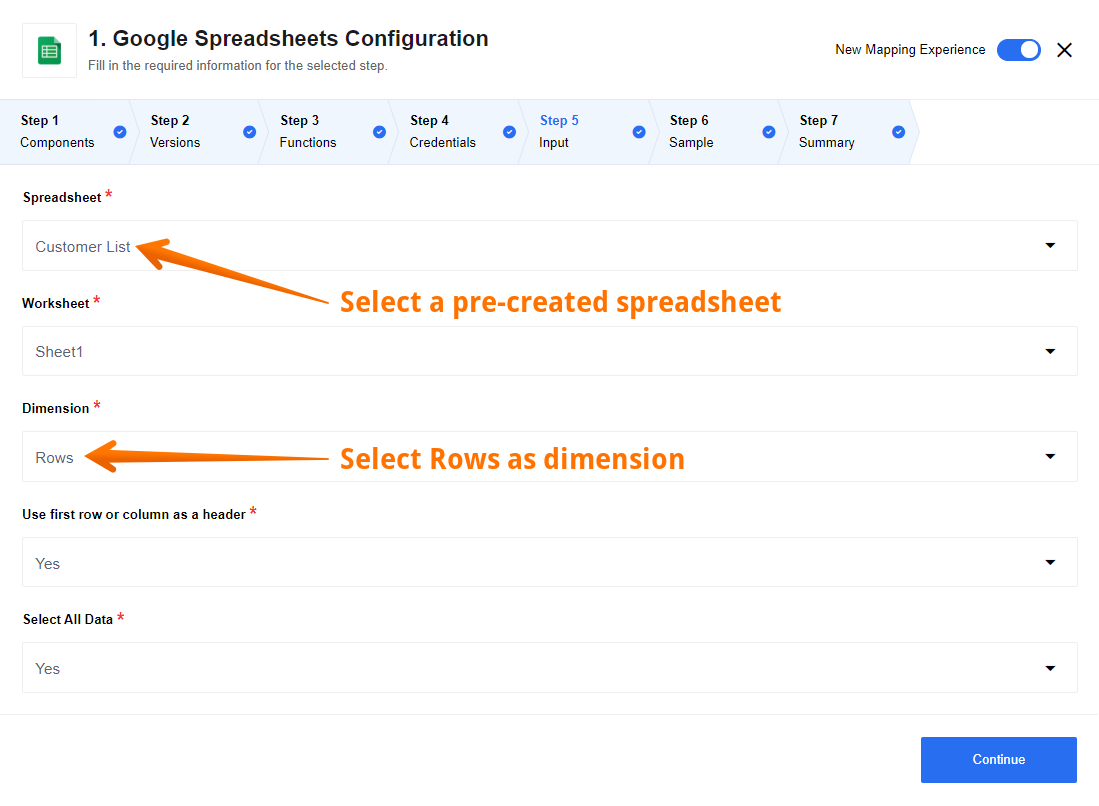 1. Google Spreadsheets Configuration
Fill in the required information for the selected step.
New Mapping Experience
Step 1
Components
Step 2
Versions
Step 3
Functions
Step 4
Credentials
Step 5
Input
Step 6
Sample
Step 7
Summary
Spreadsheet *
Customer List
Select a pre-created spreadsheet
Worksheet *
Sheet1
Dimension *
Rows
Select Rows as dimension
Use first row or column as a header *
Yes
Select All Data *
Yes
Continue